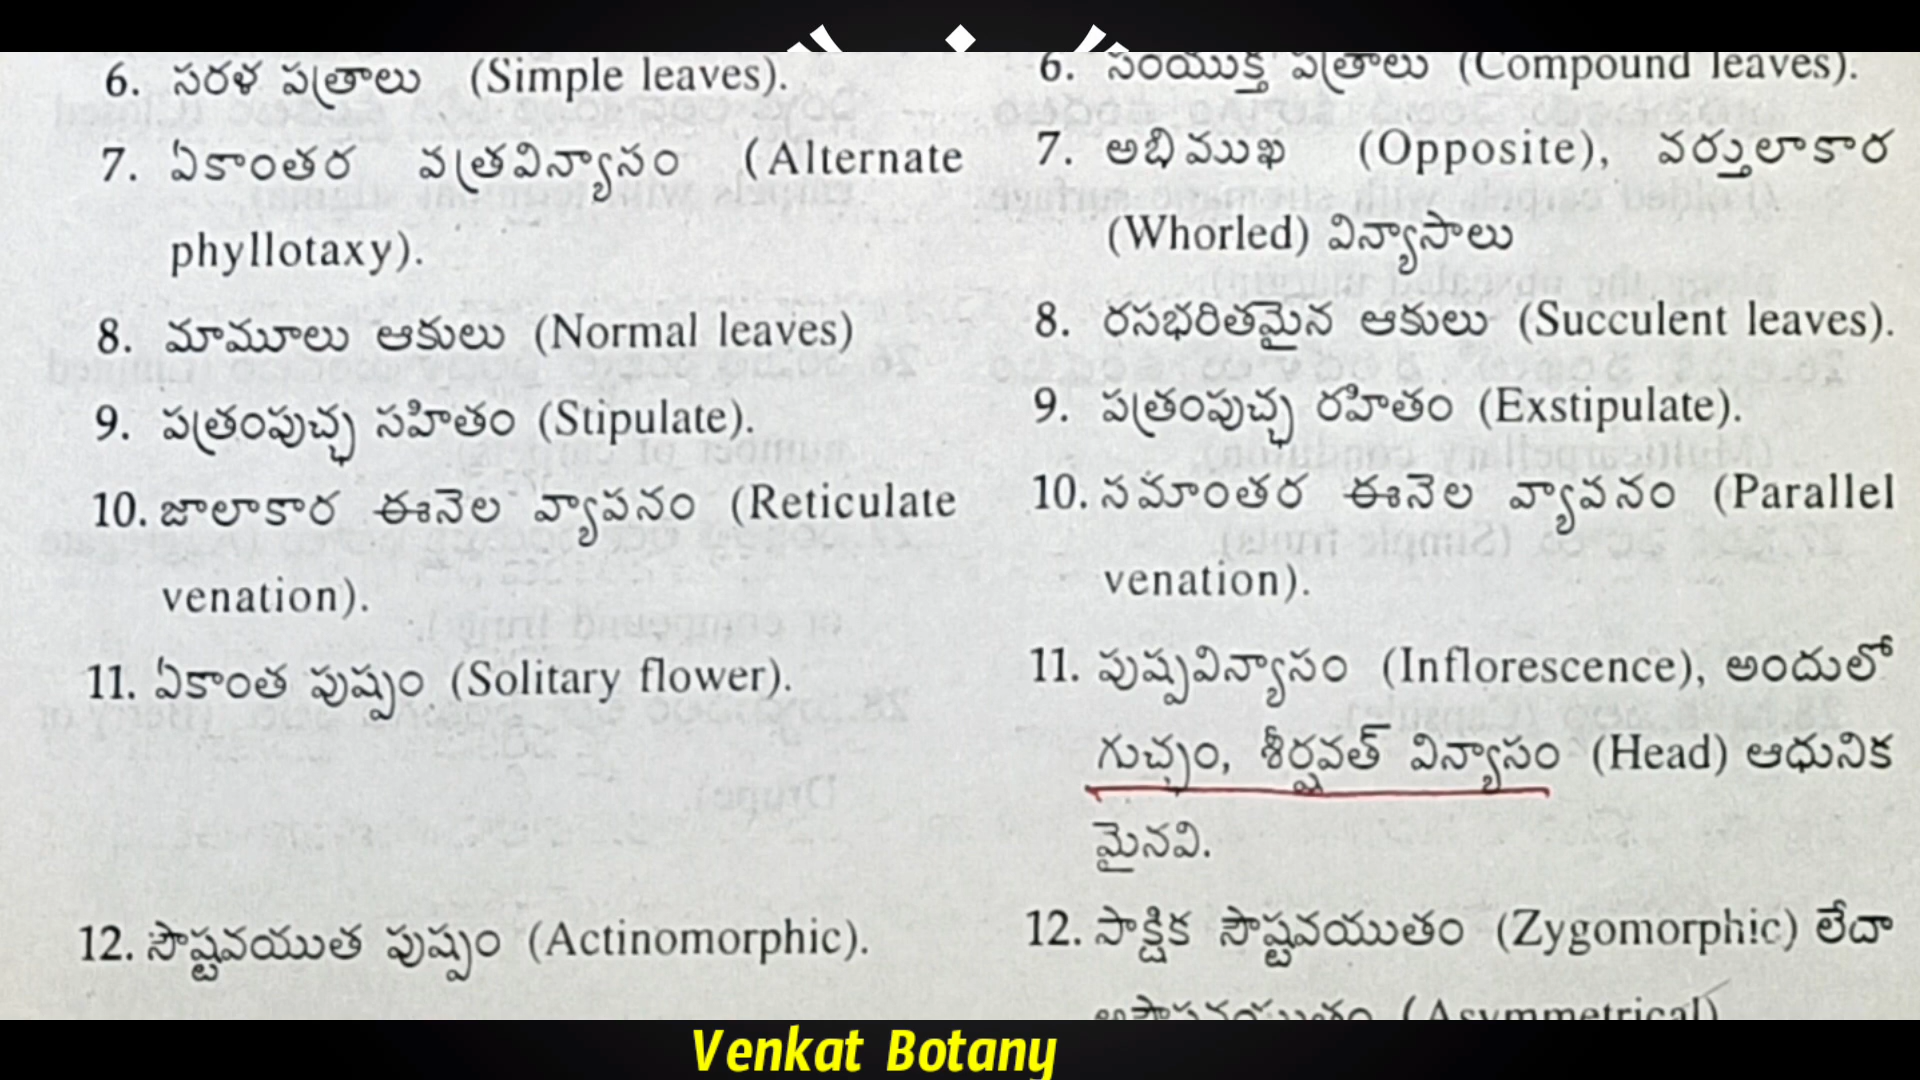 6. సరళ పత్రాలు (Simple leaves).
7. ఏకాంతర పత్రవిన్యాసం (Alternate
phyllotaxy).
8. మామూలు ఆకులు (Normal leaves)
9. పత్రంపుచ్ఛ సహితం (Stipulate).
10. జాలాకార ఈనెల వ్యాపనం (Reticulate
venation).
11. ఏకాంత పుష్పం (Solitary flower).
12. సౌష్టవయుత పుష్పం (Actinomorphic).
6. సంయుక్త పత్రాలు (Compound leaves).
7. అభిముఖ (Opposite), వర్తులాకార
(Whorled) విన్యాసాలు
8. రసభరితమైన ఆకులు (Succulent leaves).
9. పత్రంపుచ్ఛ రహితం (Exstipulate).
10. సమాంతర ఈనెల వ్యాపనం (Parallel
venation).
11. పుష్పవిన్యాసం (Inflorescence), అందులో
గుచ్ఛం, శీర్షవత్ విన్యాసం (Head) ఆధునిక
మైనవి.
12. సాక్షిక సౌష్టవయుతం (Zygomorphic) లేదా
(Asymmetrical)
Venkat Botany